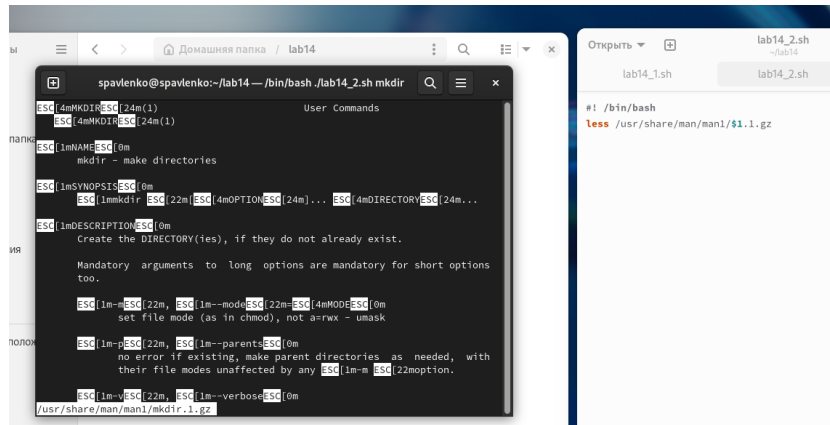 ы
Домашняя папка / lab14
Открыть
lab14_2.sh
~/lab14
lab14_1.sh
lab14_2.sh
spavlenko@spavlenko:~/lab14 — /bin/bash ./lab14_2.sh mkdir
ESC[4mMKDIRESC[24m(1) User Commands
ESC[4mMKDIRESC[24m(1)
папка
ESC[1mNAMEESC[0m
mkdir - make directories
ESC[1mSYNOPSISESC[0m
ESC[1mmkdir ESC[22m[ESC[4mOPTIONESC[24m]... ESC[4mDIRECTORYESC[24m...
ESC[1mDESCRIPTIONESC[0m
Create the DIRECTORY(ies), if they do not already exist.
ия
Mandatory arguments to long options are mandatory for short options
too.
ESC[1m-mESC[22m, ESC[1m--modeESC[22m=ESC[4mMODEESC[0m
set file mode (as in chmod), not a=rwx - umask
полож
ESC[1m-pESC[22m, ESC[1m--parentsESC[0m
no error if existing, make parent directories as needed, with
their file modes unaffected by any ESC[1m-m ESC[22moption.
ESC[1m-vESC[22m, ESC[1m--verboseESC[0m
/usr/share/man/man1/mkdir.1.gz
#! /bin/bash
less /usr/share/man/man1/$1.1.gz